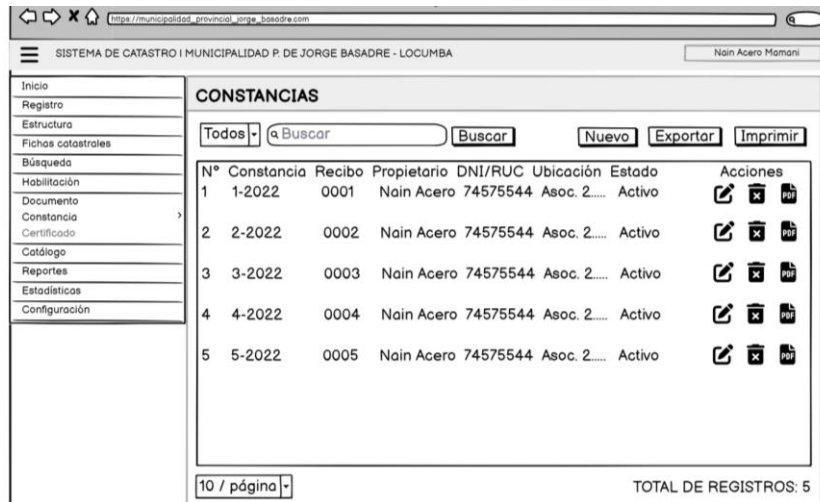 https://municipalidad_provincial_jorge_basadre.com
SISTEMA DE CATASTRO I MUNICIPALIDAD P. DE JORGE BASADRE - LOCUMBA
Nain Acero Mamani
Inicio
Registro
Estructura
Fichas catastrales
Búsqueda
Habilitación
Documento
Constancia >
Certificado
Catálogo
Reportes
Estadísticas
Configuración
CONSTANCIAS
Todos Buscar Buscar Nuevo Exportar Imprimir
N° Constancia Recibo Propietario DNI/RUC Ubicación Estado Acciones
1 1-2022 0001 Nain Acero 74575544 Asoc. 2..... Activo PDF
2 2-2022 0002 Nain Acero 74575544 Asoc. 2..... Activo PDF
3 3-2022 0003 Nain Acero 74575544 Asoc. 2..... Activo PDF
4 4-2022 0004 Nain Acero 74575544 Asoc. 2..... Activo PDF
5 5-2022 0005 Nain Acero 74575544 Asoc. 2..... Activo PDF
10 / página
TOTAL DE REGISTROS: 5